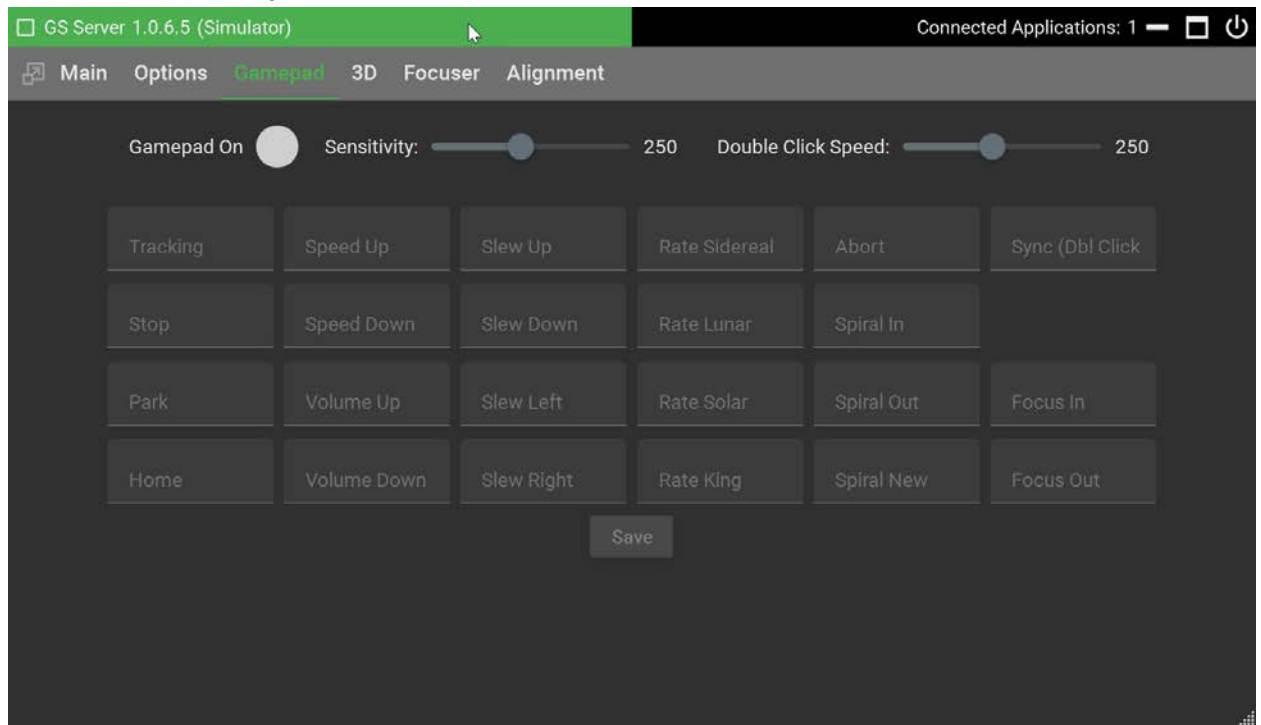 GS Server 1.0.6.5 (Simulator) Connected Applications: 1
Main Options Gamepad 3D Focuser Alignment
Gamepad On Sensitivity: 250 Double Click Speed: 250
Tracking Speed Up Slew Up Rate Sidereal Abort Sync (Dbl Click
Stop Speed Down Slew Down Rate Lunar Spiral In
Park Volume Up Slew Left Rate Solar Spiral Out Focus In
Home Volume Down Slew Right Rate King Spiral New Focus Out
Save